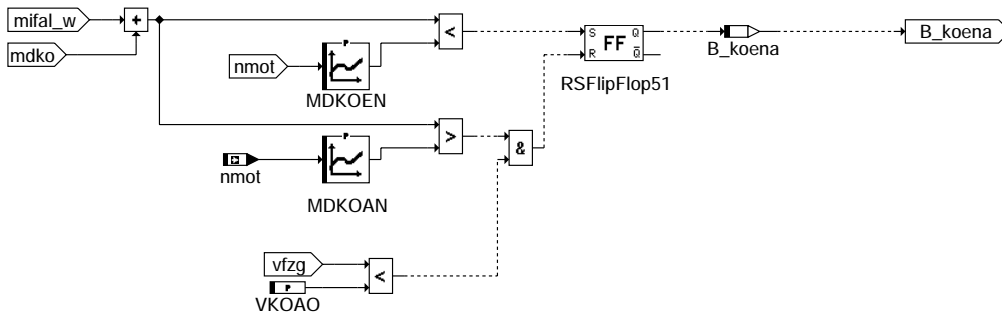 mifal_w
+
mdko
nmot
P
MDKOEN
<
S Q
FF
R Q̅
RSFlipFlop51
B_koena
B_koena
nmot
P
MDKOAN
>
&
vfzg
P
VKOAO
<